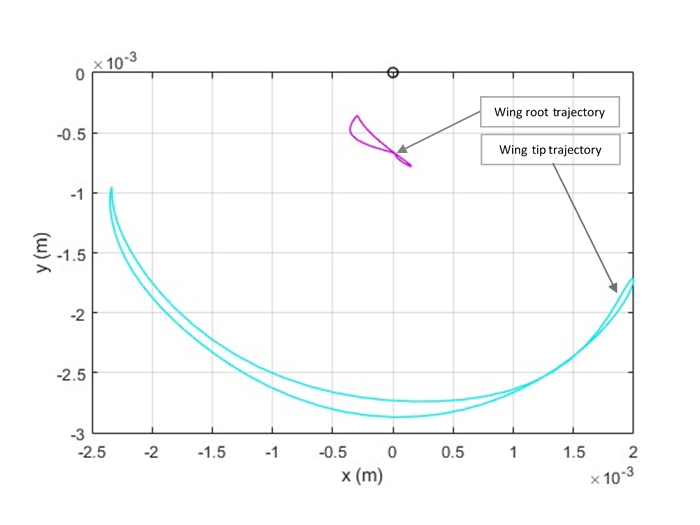 ×10⁻³
0
-0.5
-1
-1.5
-2
-2.5
-3
y (m)
Wing root trajectory
Wing tip trajectory
-2.5 -2 -1.5 -1 -0.5 0 0.5 1 1.5 2
x (m)
×10⁻³